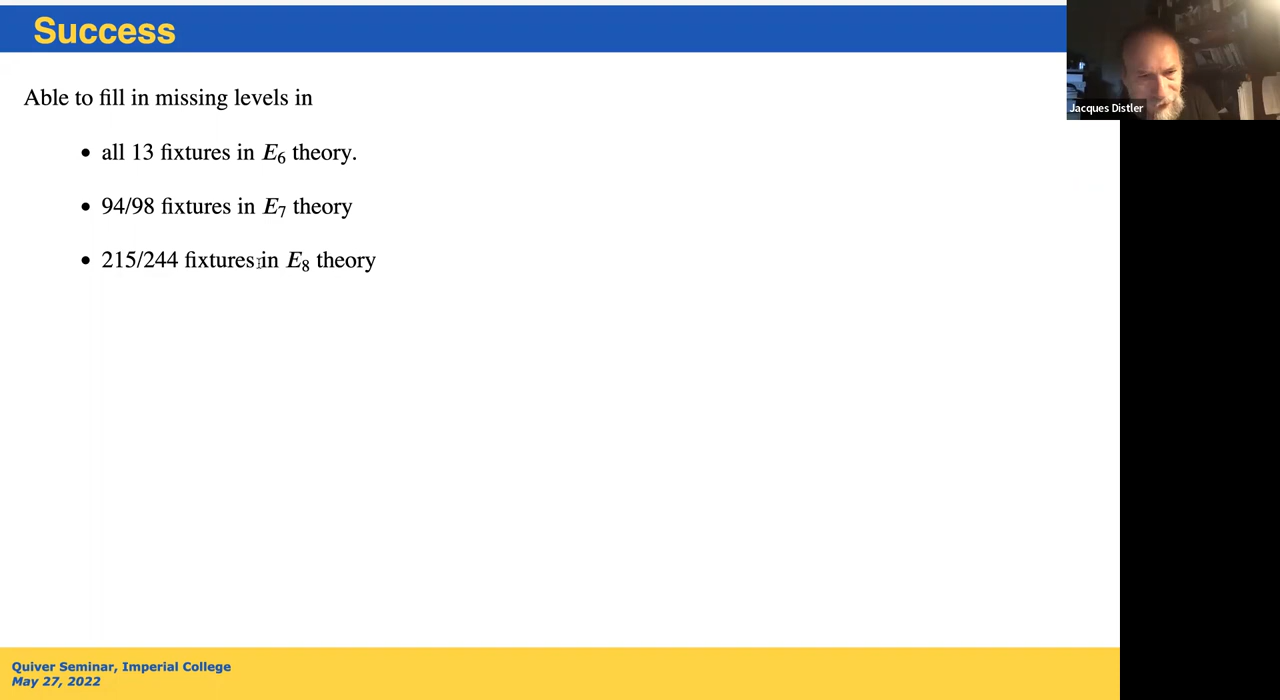 Success
Jacques Distler
Able to fill in missing levels in
• all 13 fixtures in E₆ theory.
• 94/98 fixtures in E₇ theory
• 215/244 fixtures in E₈ theory
Quiver Seminar, Imperial College
May 27, 2022